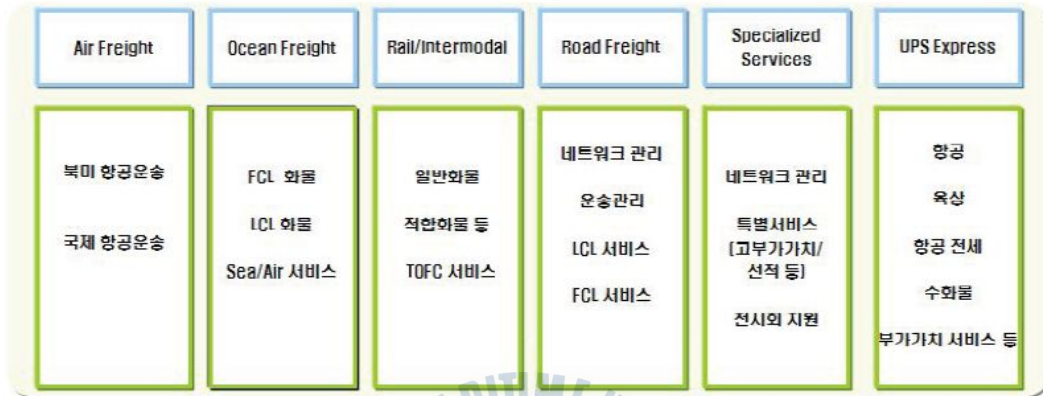 Air Freight
Ocean Freight
Rail/Intermodal
Road Freight
Specialized
Services
UPS Express
북미 항공운송
국제 항공운송
FCL 화물
LCL 화물
Sea/Air 서비스
일반화물
적합화물 등
TOFC 서비스
네트워크 관리
운송관리
LCL 서비스
FCL 서비스
네트워크 관리
특별서비스
(고부가가치/
선적 등)
전시회 지원
항공
육상
항공 전세
수화물
부가가치 서비스 등